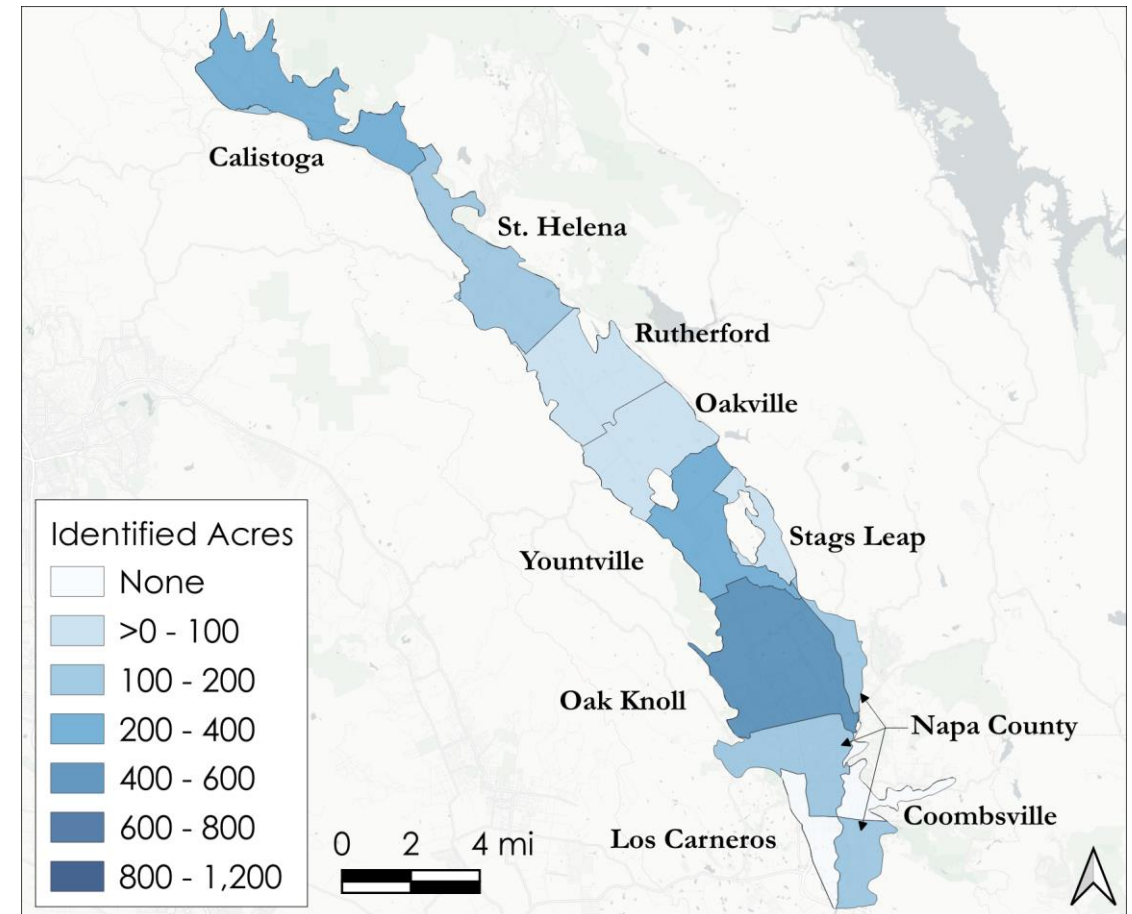 Calistoga
St. Helena
Rutherford
Oakville
Stags Leap
Yountville
Oak Knoll
Napa County
Coombsville
Los Carneros
Identified Acres
None
>0 - 100
100 - 200
200 - 400
400 - 600
600 - 800
800 - 1,200
0 2 4 mi